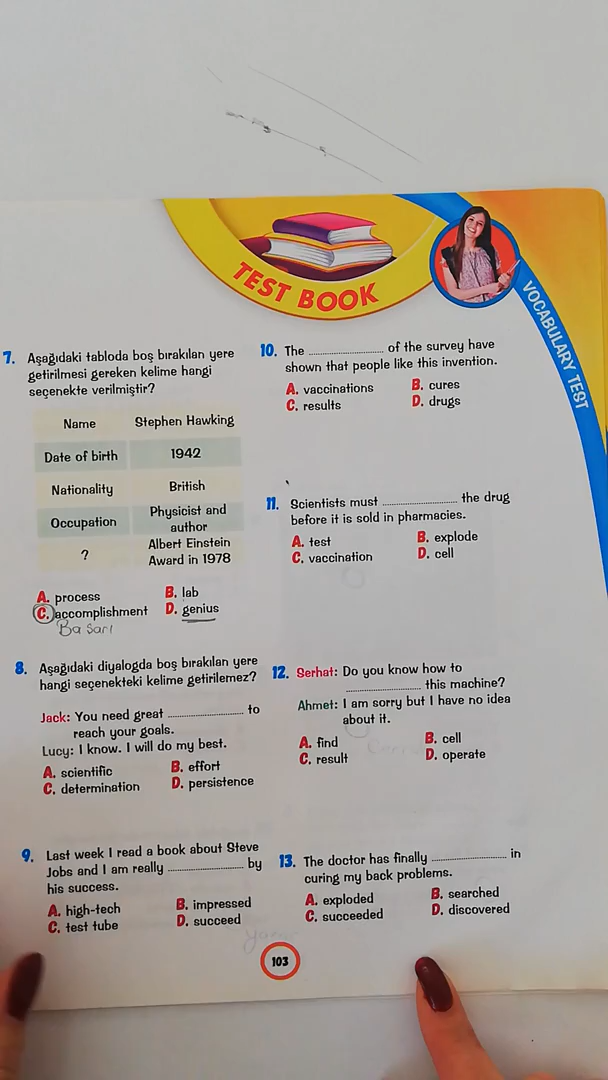 TEST BOOK
VOCABULARY TEST
7. Aşağıdaki tabloda boş bırakılan yere
getirilmesi gereken kelime hangi
seçenekte verilmiştir?
Name Stephen Hawking
Date of birth 1942
Nationality British
Occupation Physicist and
author
? Albert Einstein
Award in 1978
A. process B. lab
C. accomplishment D. genius
Başarı
8. Aşağıdaki diyalogda boş bırakılan yere
hangi seçenekteki kelime getirilemez?
Jack: You need great .......................... to
reach your goals.
Lucy: I know. I will do my best.
A. scientific B. effort
C. determination D. persistence
9. Last week I read a book about Steve
Jobs and I am really .......................... by
his success.
A. high-tech B. impressed
C. test tube D. succeed
10. The .......................... of the survey have
shown that people like this invention.
A. vaccinations B. cures
C. results D. drugs
11. Scientists must .......................... the drug
before it is sold in pharmacies.
A. test B. explode
C. vaccination D. cell
12. Serhat: Do you know how to
.......................... this machine?
Ahmet: I am sorry but I have no idea
about it.
A. find B. cell
C. result D. operate
13. The doctor has finally .......................... in
curing my back problems.
A. exploded B. searched
C. succeeded D. discovered
103